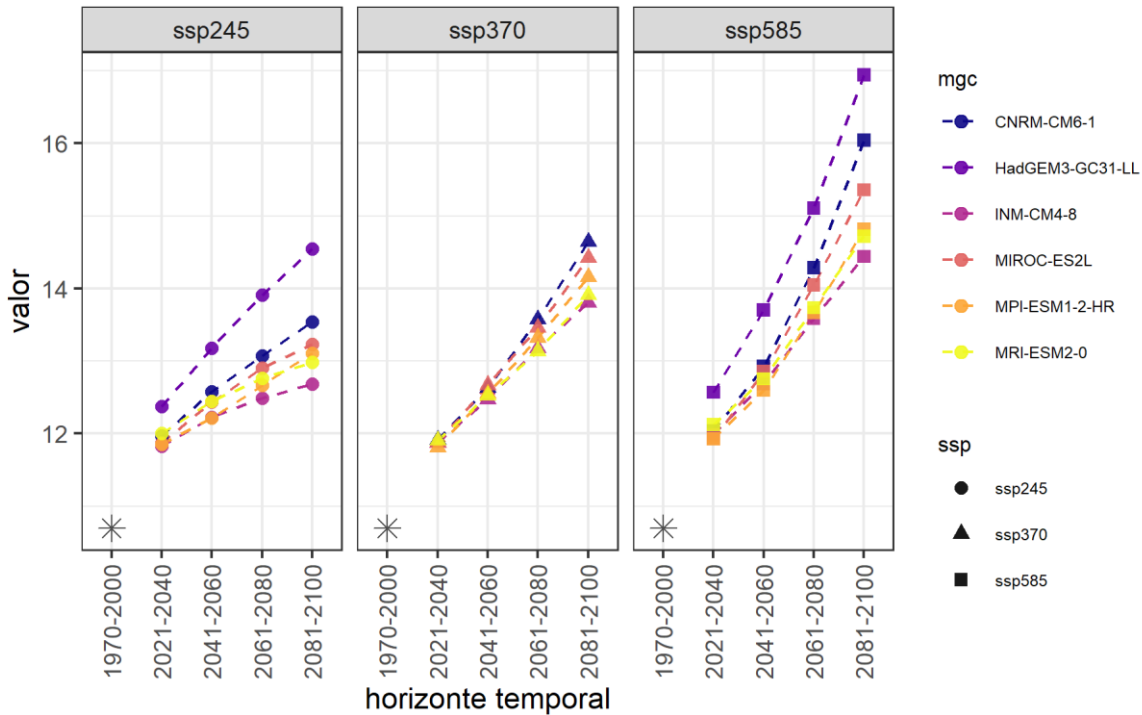 ssp245
ssp370
ssp585
16
14
12
valor
1970-2000
2021-2040
2041-2060
2061-2080
2081-2100
1970-2000
2021-2040
2041-2060
2061-2080
2081-2100
1970-2000
2021-2040
2041-2060
2061-2080
2081-2100
horizonte temporal
mgc
CNRM-CM6-1
HadGEM3-GC31-LL
INM-CM4-8
MIROC-ES2L
MPI-ESM1-2-HR
MRI-ESM2-0
ssp
ssp245
ssp370
ssp585